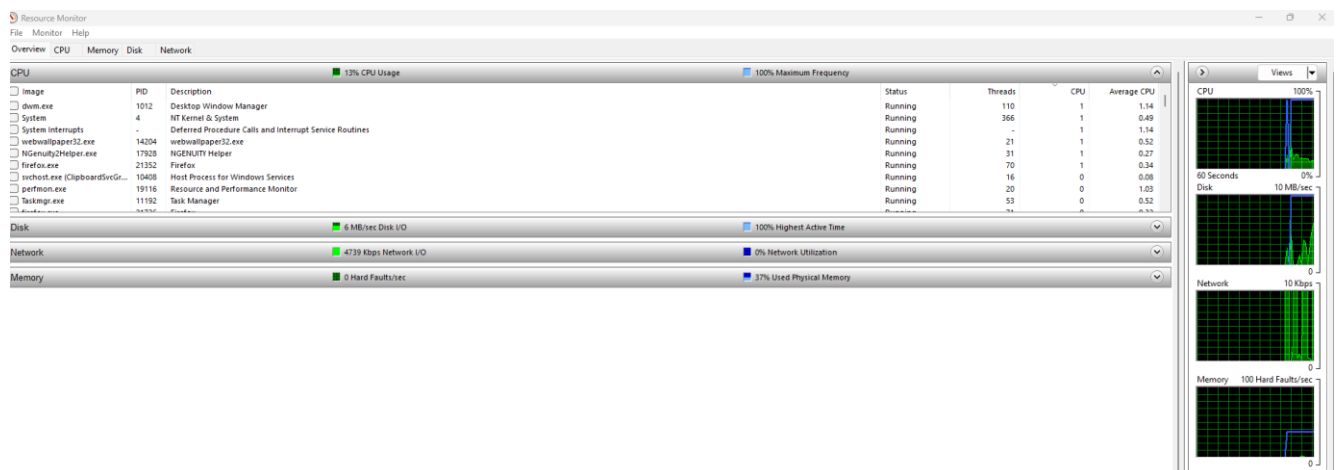 Resource Monitor
File Monitor Help
Overview CPU Memory Disk Network
CPU 13% CPU Usage 100% Maximum Frequency
Image PID Description Status Threads CPU Average CPU
dwm.exe 1012 Desktop Window Manager Running 110 1 1.14
System 4 NT Kernel & System Running 366 1 0.49
System Interrupts - Deferred Procedure Calls and Interrupt Service Routines Running - 1 1.14
webwallpaper32.exe 14204 webwallpaper32.exe Running 21 1 0.52
NGenuity2Helper.exe 17928 NGENUITY Helper Running 31 1 0.27
firefox.exe 21352 Firefox Running 70 1 0.34
svchost.exe (ClipboardSvcGr... 10408 Host Process for Windows Services Running 16 0 0.08
perfmon.exe 19116 Resource and Performance Monitor Running 20 0 1.03
Taskmgr.exe 11192 Task Manager Running 53 0 0.52
Disk 6 MB/sec Disk I/O 100% Highest Active Time
Network 4739 Kbps Network I/O 0% Network Utilization
Memory 0 Hard Faults/sec 37% Used Physical Memory
Views
CPU 100%
60 Seconds 0%
Disk 10 MB/sec
0
Network 10 Kbps
0
Memory 100 Hard Faults/sec
0